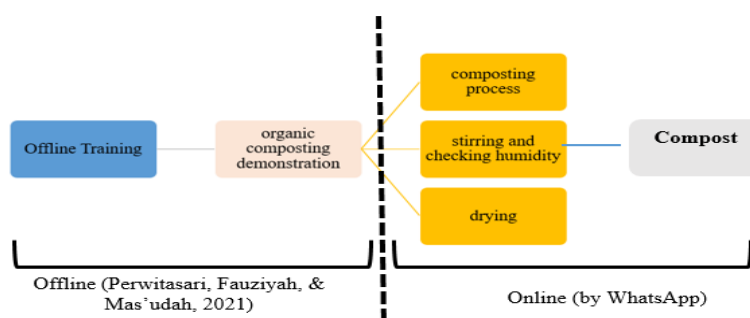 Offline Training
organic
composting
demonstration
composting
process
stirring and
checking humidity
drying
Compost
Offline (Perwitasari, Fauziyah, &
Mas’udah, 2021)
Online (by WhatsApp)